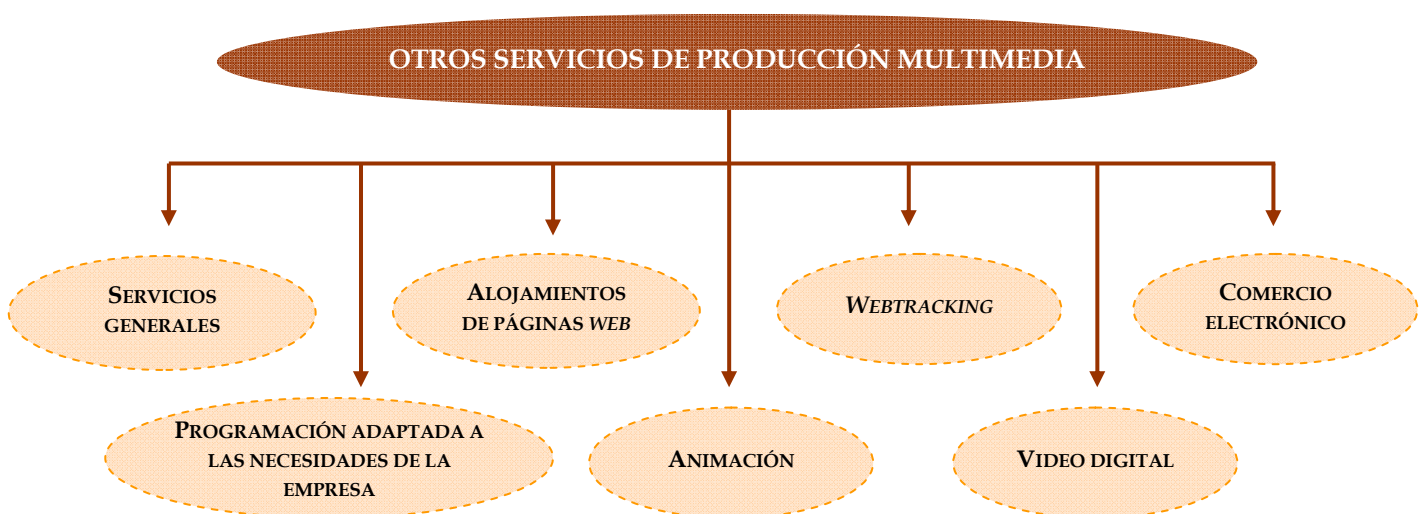 OTROS SERVICIOS DE PRODUCCIÓN MULTIMEDIA
SERVICIOS
GENERALES
ALOJAMIENTOS
DE PÁGINAS WEB
WEBTRACKING
COMERCIO
ELECTRÓNICO
PROGRAMACIÓN ADAPTADA A
LAS NECESIDADES DE LA
EMPRESA
ANIMACIÓN
VIDEO DIGITAL